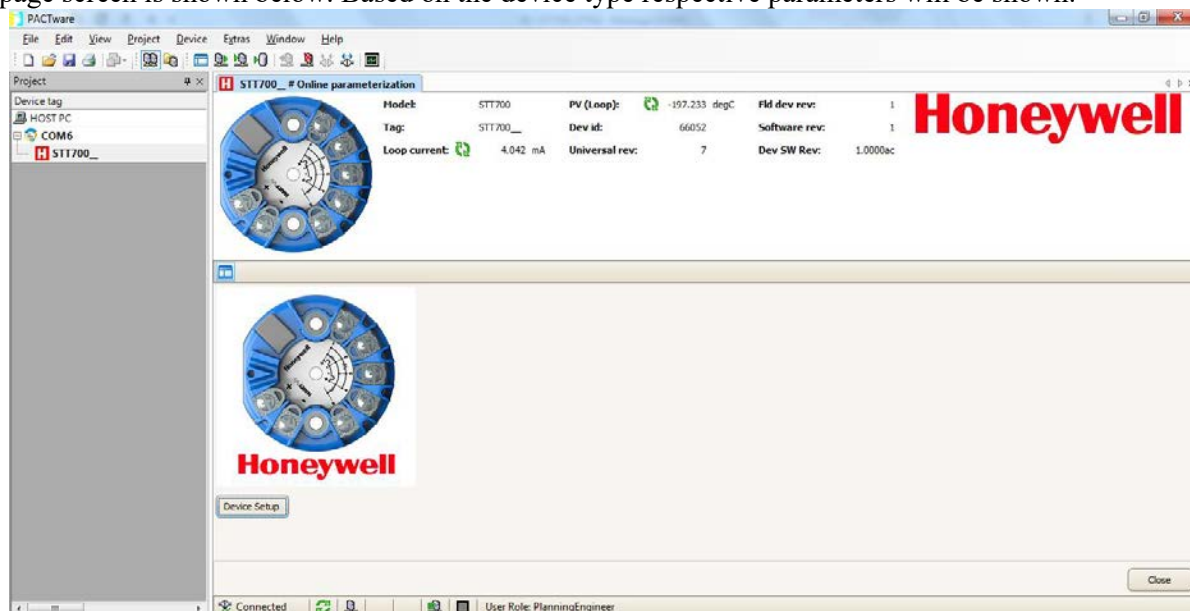 page screen is shown below. Based on the device type respective parameters will be shown.
PACTware
File Edit View Project Device Extras Window Help
Project
STT700_ # Online parameterization
Device tag
HOST PC
COM6
STT700_
Model: STT700 PV (Loop): -197.233 degC Fld dev rev: 1
Tag: STT700__ Dev id: 66052 Software rev: 1
Loop current: 4.042 mA Universal rev: 7 Dev SW Rev: 1.0000ac
Honeywell
Honeywell
Honeywell
Honeywell
Device Setup
Close
Connected User Role: PlanningEngineer